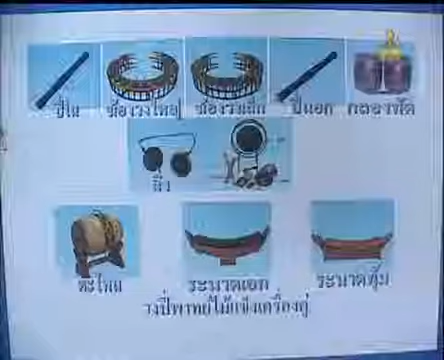 ปี่ใน ฆ้องวงใหญ่ ฆ้องวงเล็ก ปี่นอก กลองทัด
ฉิ่ง
ตะโพน ระนาดเอก ระนาดทุ้ม
วงปี่พาทย์ไม้แข็งเครื่องคู่